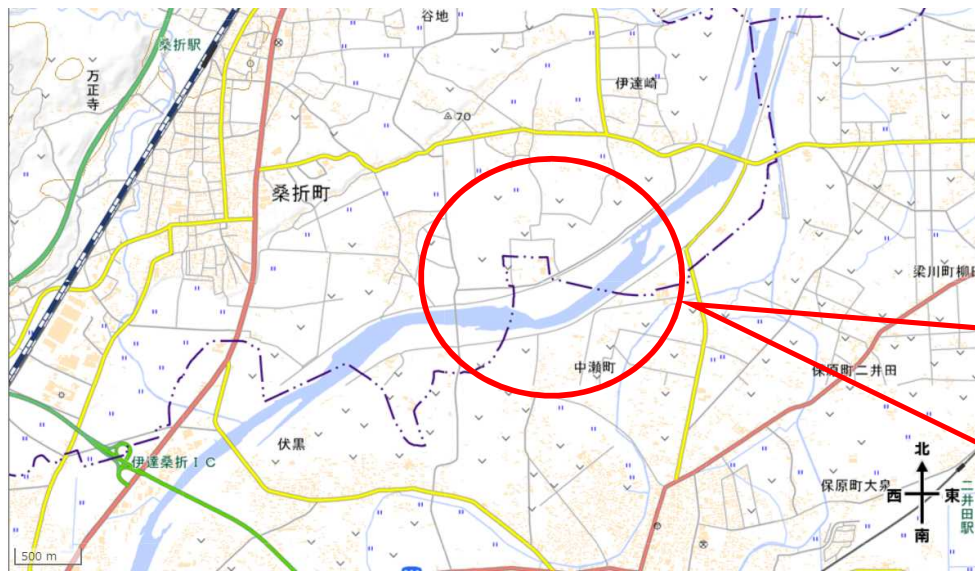 谷地
桑折駅
万正寺
伊達崎
70
桑折町
梁川町柳田
中瀬町
保原町二井田
伏黒
伊達桑折IC
保原町大泉
北
西
東
南
二井田駅
500 m